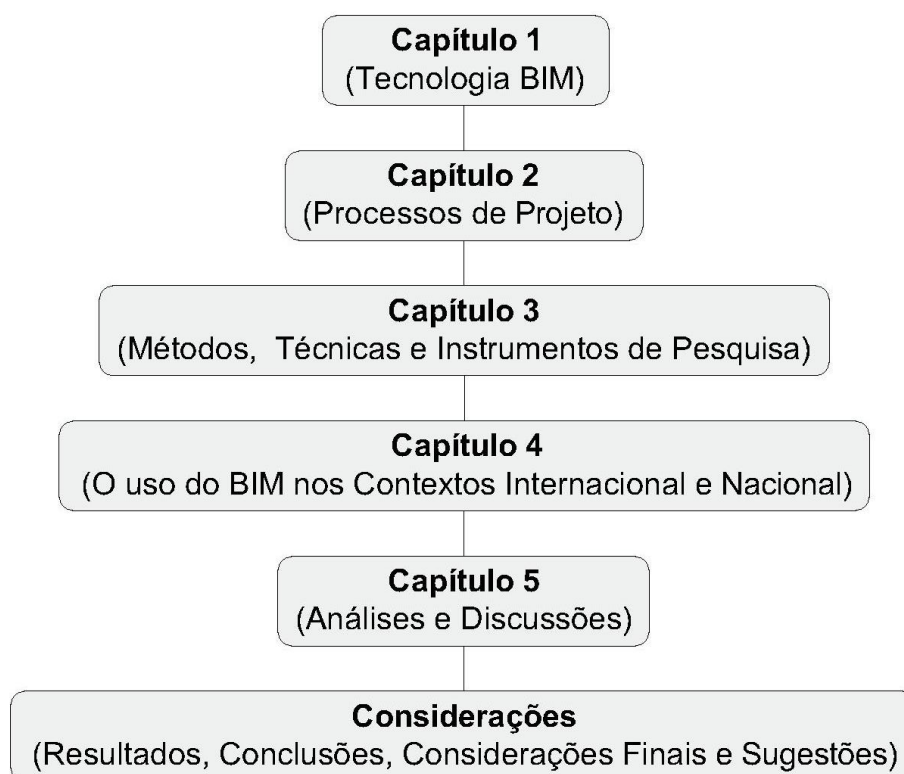 Capítulo 1
(Tecnologia BIM)
Capítulo 2
(Processos de Projeto)
Capítulo 3
(Métodos, Técnicas e Instrumentos de Pesquisa)
Capítulo 4
(O uso do BIM nos Contextos Internacional e Nacional)
Capítulo 5
(Análises e Discussões)
Considerações
(Resultados, Conclusões, Considerações Finais e Sugestões)